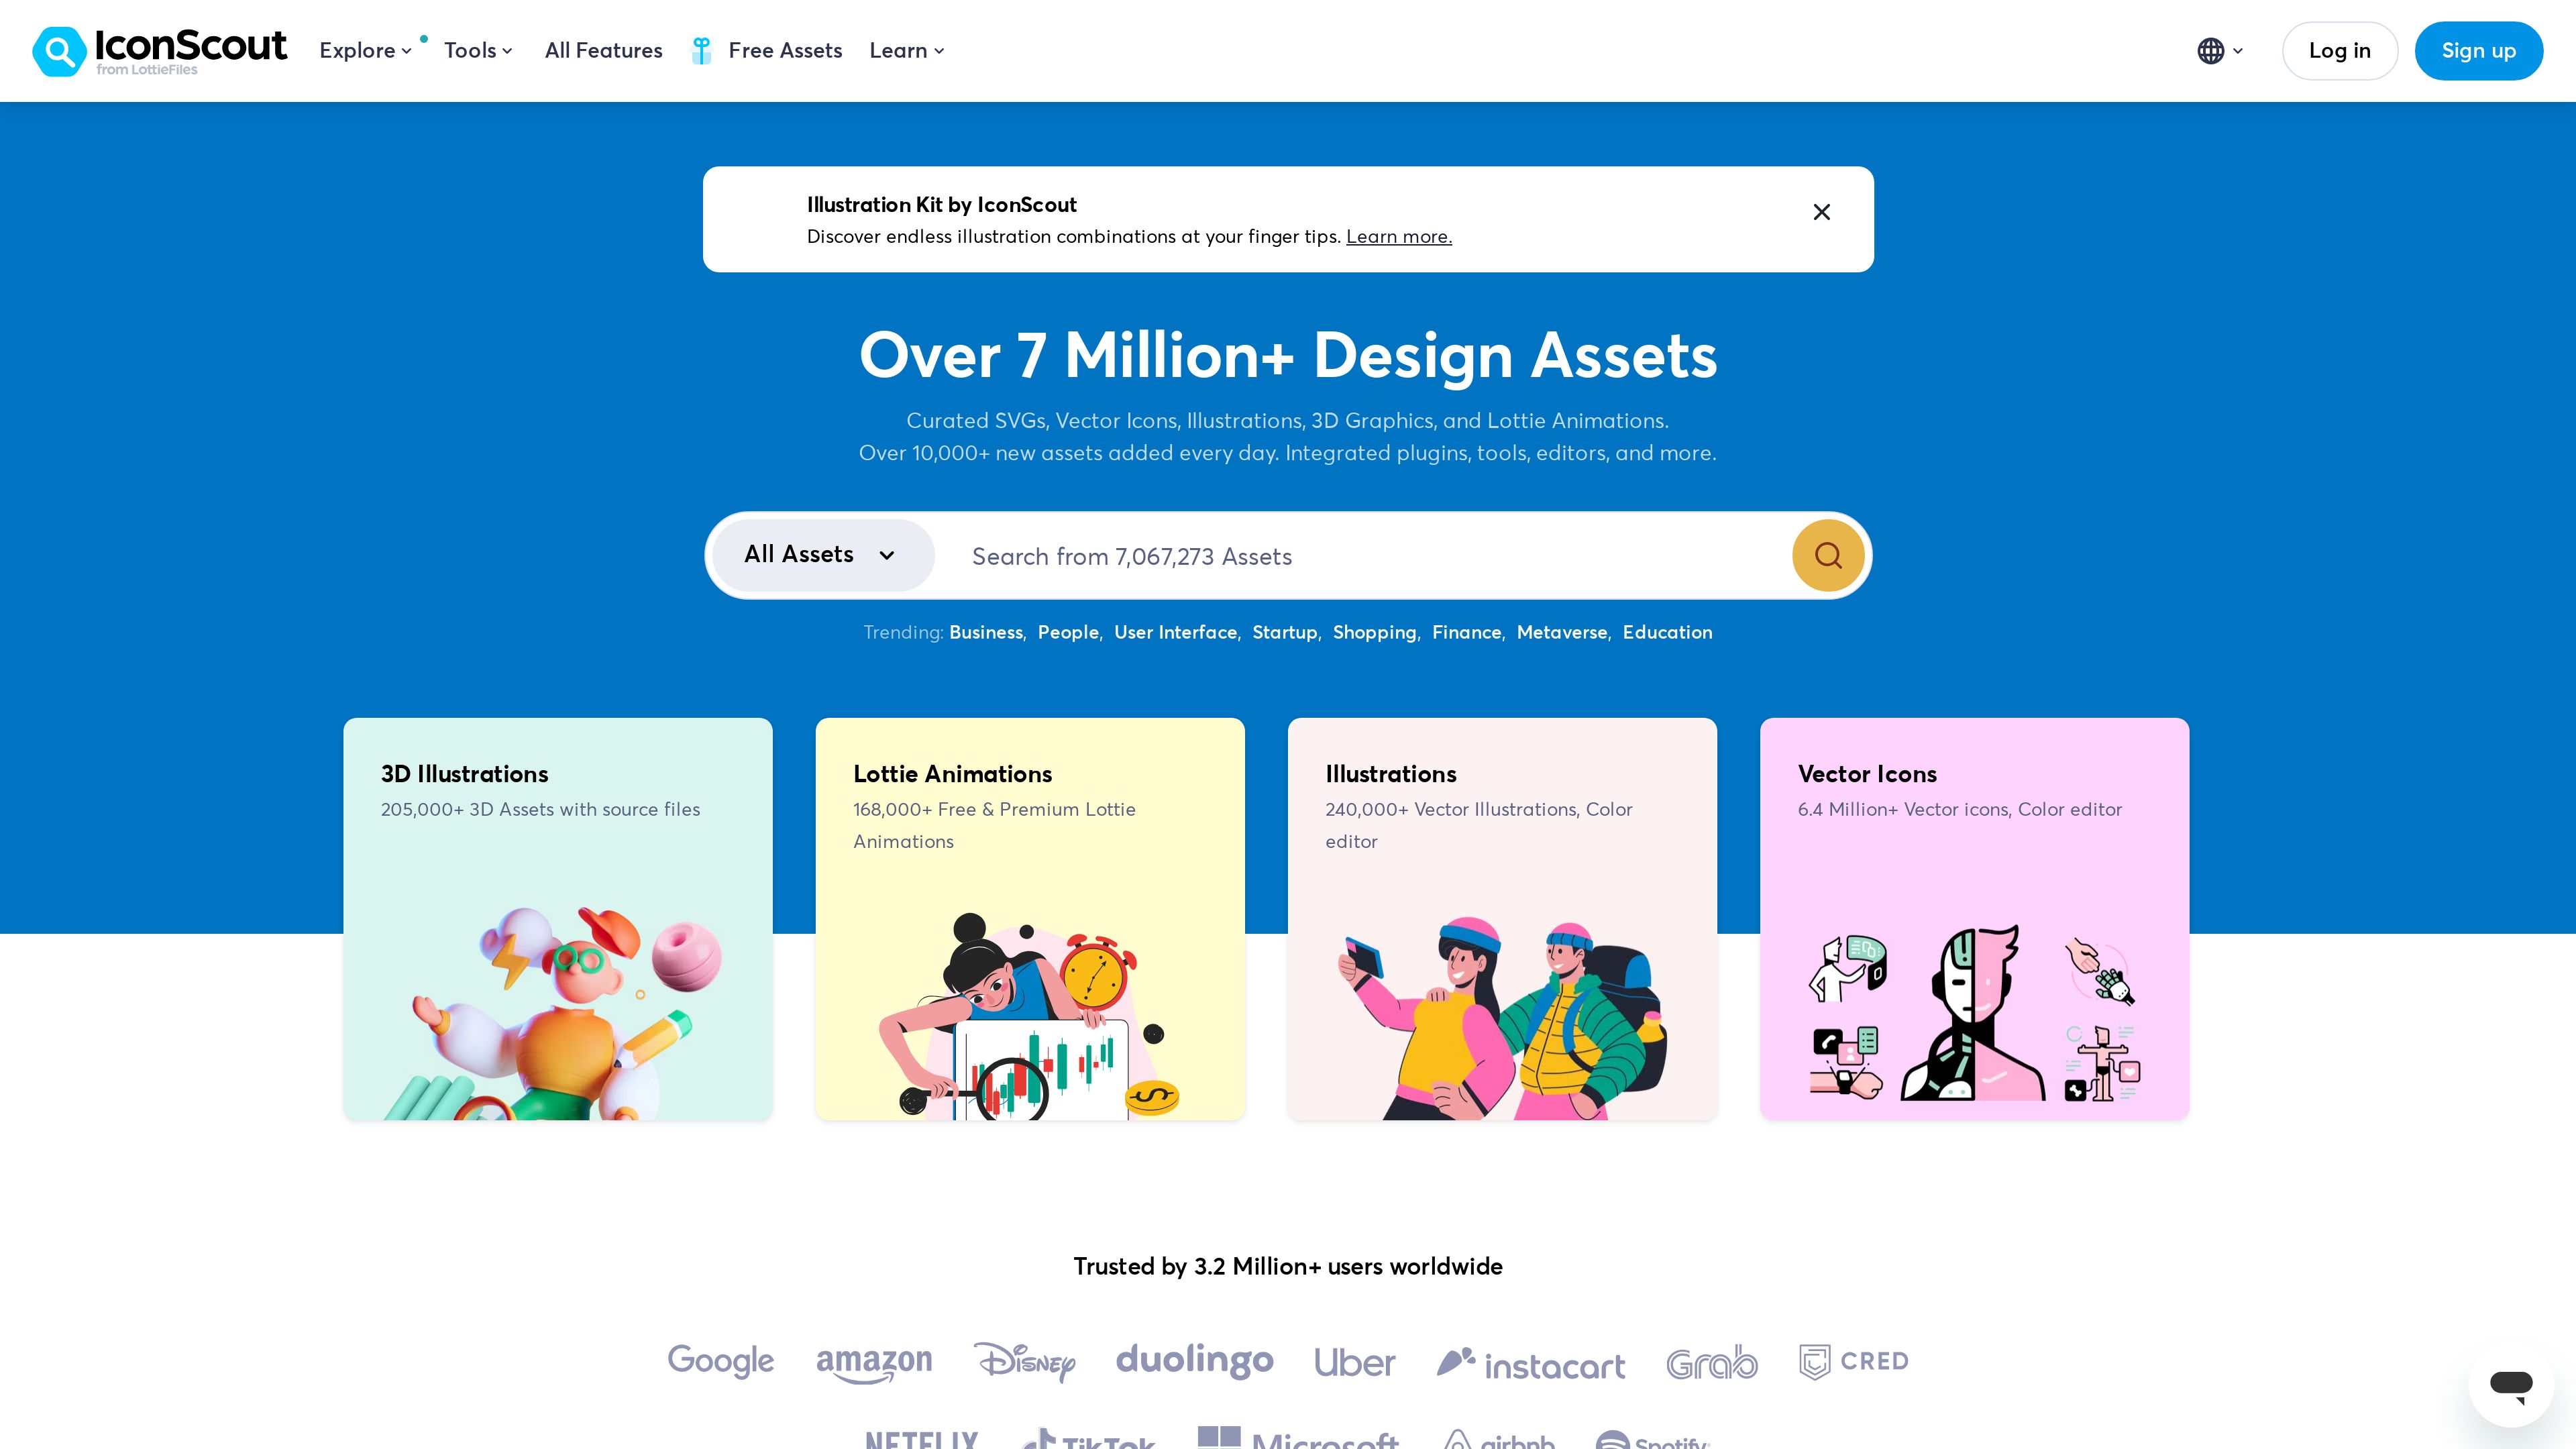 IconScout
from LottieFiles
Explore
Tools
All Features
Free Assets
Learn
Log in
Sign up
Illustration Kit by IconScout
Discover endless illustration combinations at your finger tips. Learn more.
Over 7 Million+ Design Assets
Curated SVGs, Vector Icons, Illustrations, 3D Graphics, and Lottie Animations.
Over 10,000+ new assets added every day. Integrated plugins, tools, editors, and more.
All Assets
Search from 7,067,273 Assets
Trending: Business, People, User Interface, Startup, Shopping, Finance, Metaverse, Education
3D Illustrations
205,000+ 3D Assets with source files
Lottie Animations
168,000+ Free & Premium Lottie
Animations
Illustrations
240,000+ Vector Illustrations, Color
editor
Vector Icons
6.4 Million+ Vector icons, Color editor
Trusted by 3.2 Million+ users worldwide
Google
amazon
Disney
duolingo
Uber
instacart
Grab
CRED
NETFLIX
TikTok
Microsoft
airbnb
Spotify